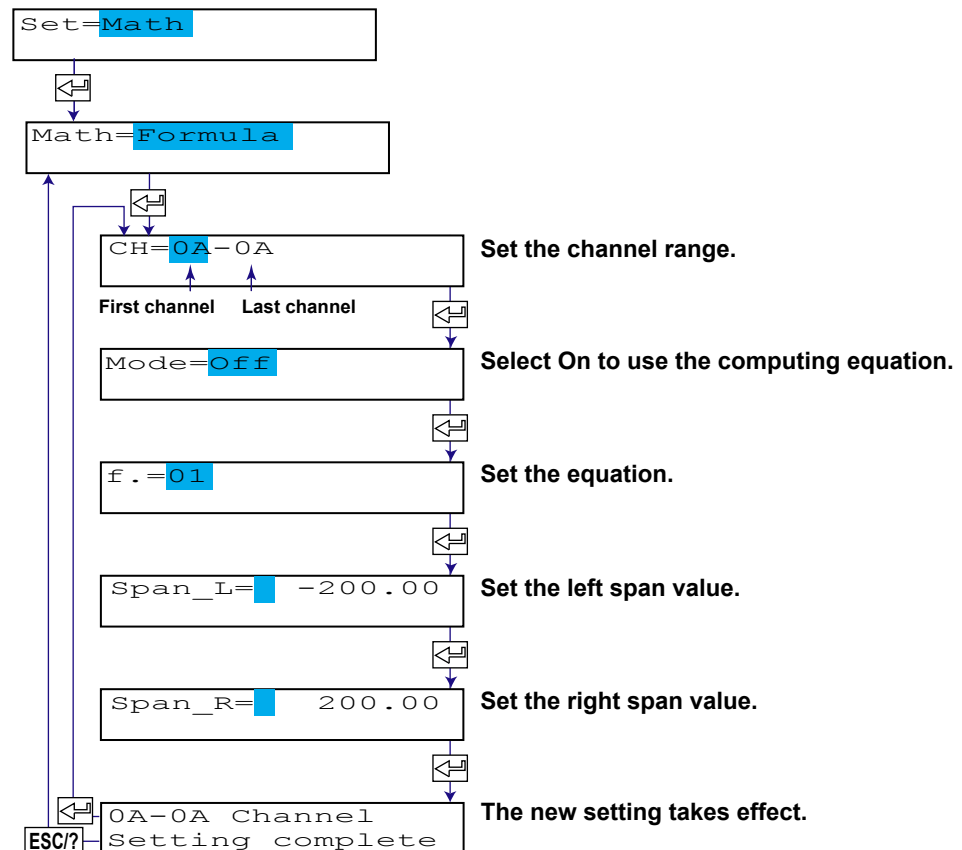 Set=Math
Math=Formula
CH=0A-0A
Set the channel range.
First channel
Last channel
Mode=Off
Select On to use the computing equation.
f.=01
Set the equation.
Span_L= -200.00
Set the left span value.
Span_R= 200.00
Set the right span value.
0A-0A Channel
The new setting takes effect.
ESC/?
Setting complete